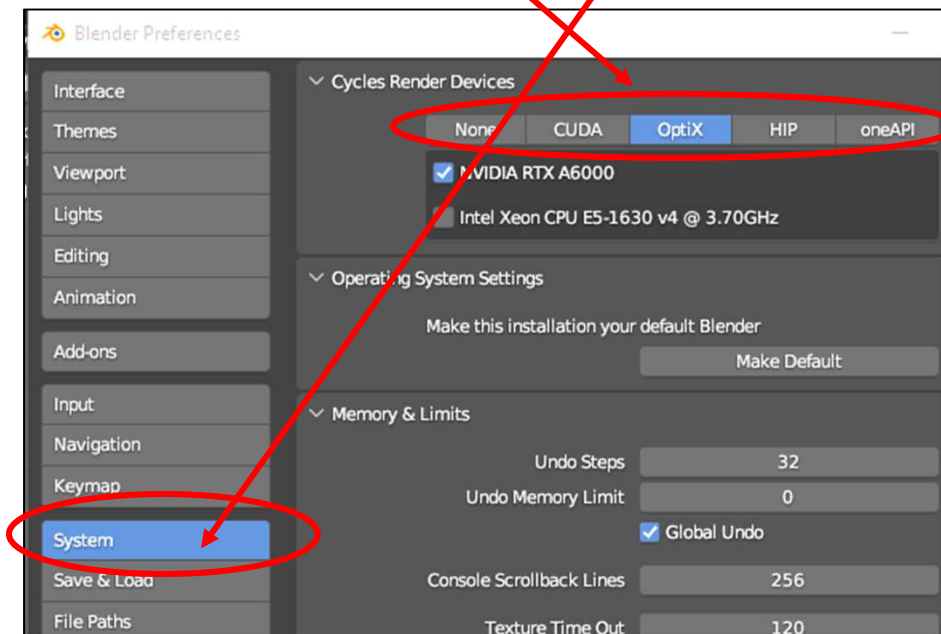 Blender Preferences
Interface
Themes
Viewport
Lights
Editing
Animation
Add-ons
Input
Navigation
Keymap
System
Save & Load
File Paths
Cycles Render Devices
None CUDA OptiX HIP oneAPI
NVIDIA RTX A6000
Intel Xeon CPU E5-1630 v4 @ 3.70GHz
Operating System Settings
Make this installation your default Blender
Make Default
Memory & Limits
Undo Steps 32
Undo Memory Limit 0
Global Undo
Console Scrollback Lines 256
Texture Time Out 120